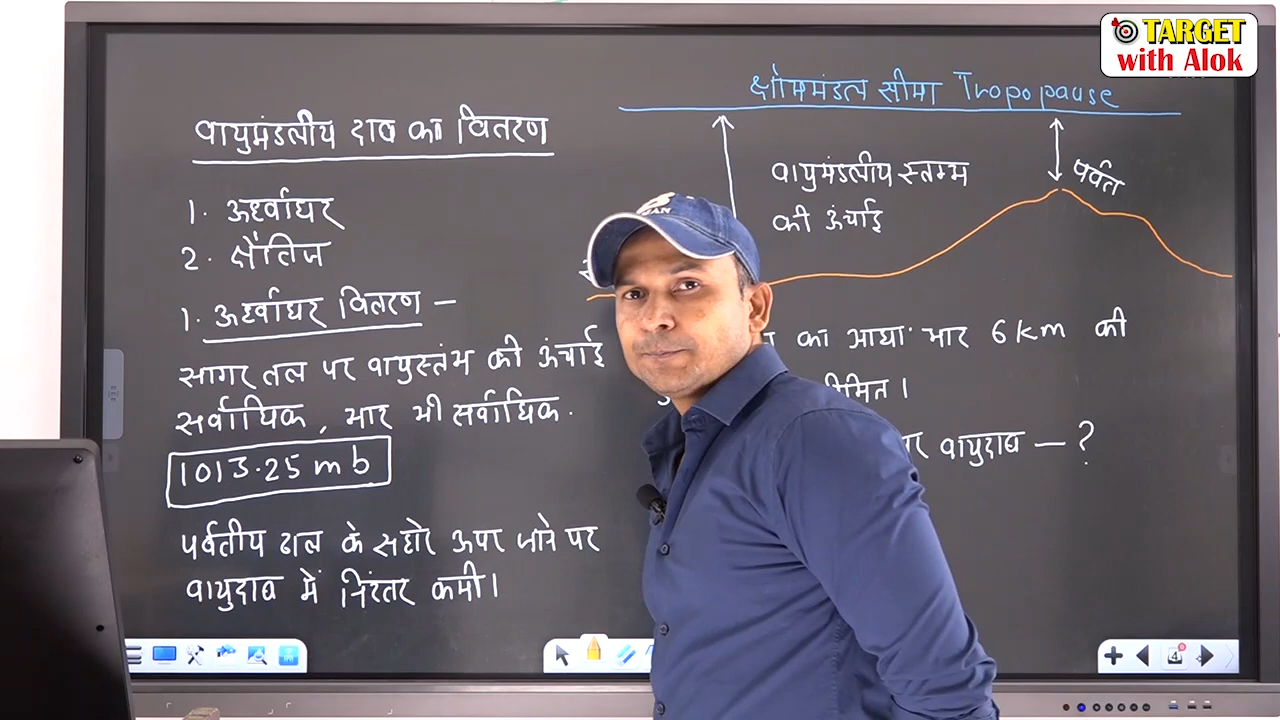 TARGET
with Alok
क्षोभमंडल सीमा Tropopause
वायुमंडलीय दाब का वितरण
1. ऊर्ध्वाधर
2. क्षैतिज
1. ऊर्ध्वाधर वितरण –
सागर तल पर वायुस्तंभ की ऊंचाई
सर्वाधिक, भार भी सर्वाधिक.
1013.25 mb
पर्वतीय ढाल के सहारे ऊपर जाने पर
वायुदाब में निरंतर कमी।
वायुमंडलीय स्तम्भ
की ऊंचाई
पर्वत
का आधा भार 6 km की
वायुदाब – ?
4